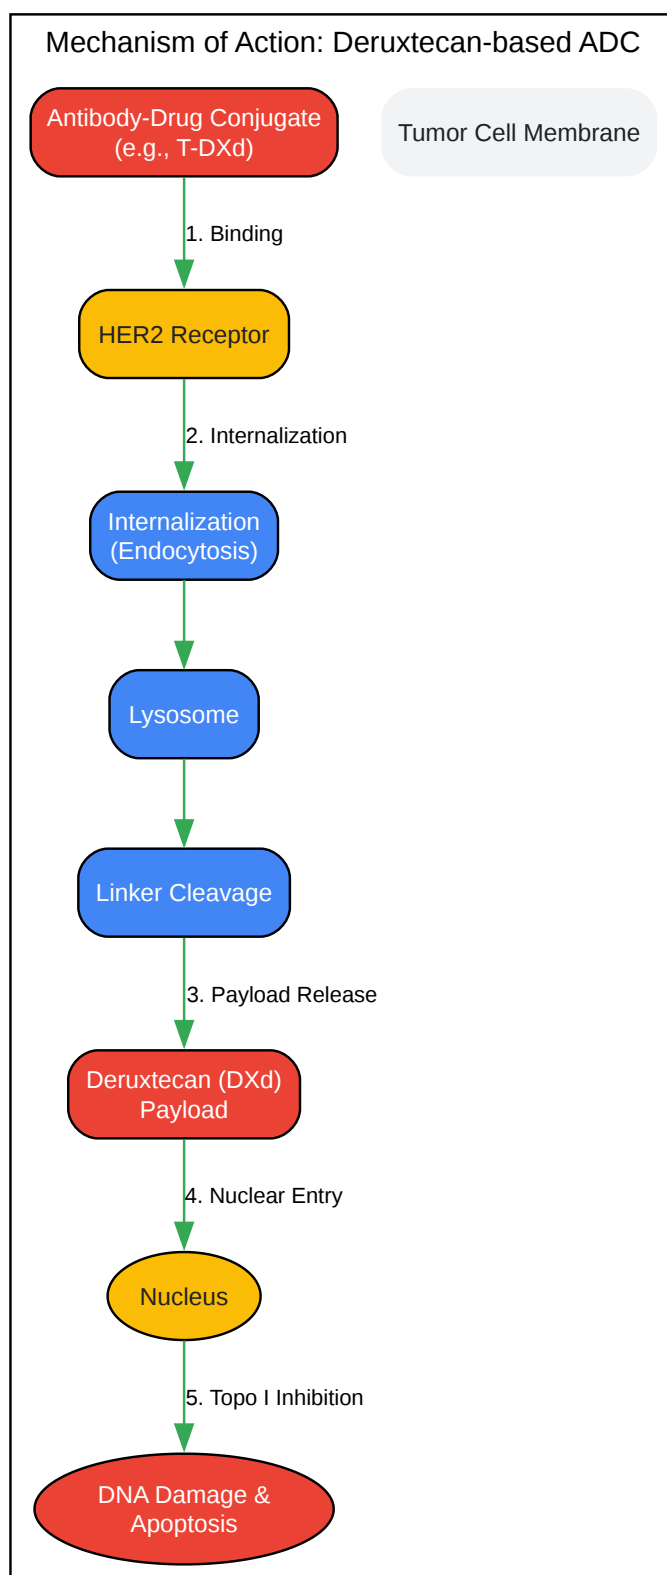 Mechanism of Action: Deruxtecan-based ADC
Antibody-Drug Conjugate
(e.g., T-DXd)
Tumor Cell Membrane
1. Binding
HER2 Receptor
2. Internalization
Internalization
(Endocytosis)
Lysosome
Linker Cleavage
3. Payload Release
Deruxtecan (DXd)
Payload
4. Nuclear Entry
Nucleus
5. Topo I Inhibition
DNA Damage &
Apoptosis